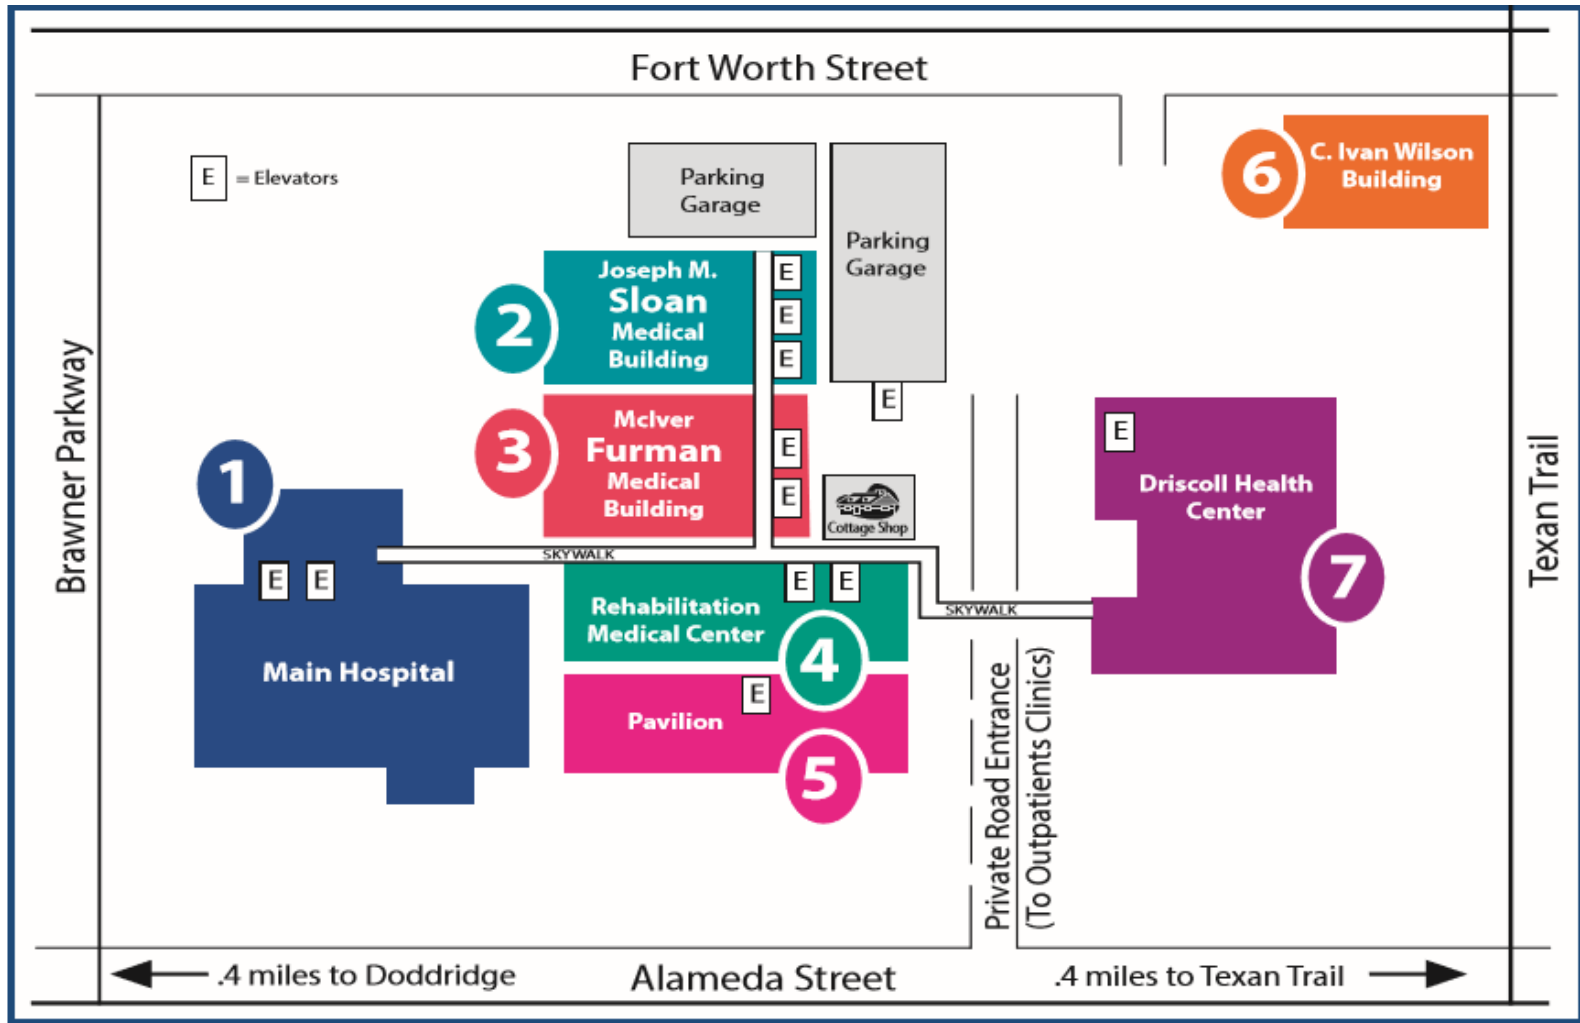 Fort Worth Street
E = Elevators
Parking
Garage
Parking
Garage
6
C. Ivan Wilson
Building
2
Joseph M.
Sloan
Medical
Building
E
E
E
E
3
McIver
Furman
Medical
Building
E
E
Cottage Shop
E
Driscoll Health
Center
7
1
E E
Main Hospital
SKYWALK
SKYWALK
E E
Rehabilitation
Medical Center
4
E
Pavilion
5
Brawner Parkway
Texan Trail
Private Road Entrance
(To Outpatients Clinics)
.4 miles to Doddridge
Alameda Street
.4 miles to Texan Trail